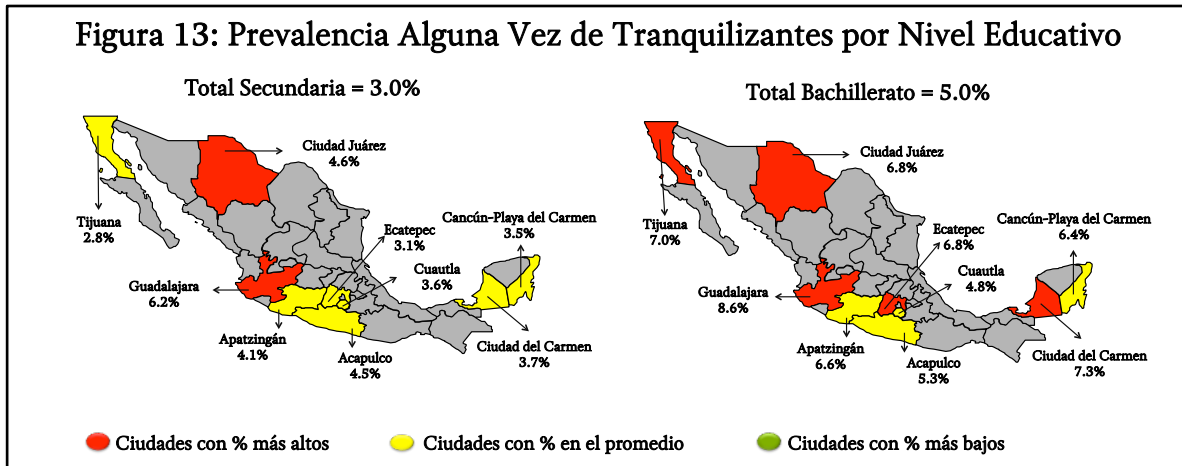 Figura 13: Prevalencia Alguna Vez de Tranquilizantes por Nivel Educativo
Total Secundaria = 3.0%
Ciudad Juárez
4.6%
Tijuana
2.8%
Cancún-Playa del Carmen
3.5%
Ecatepec
3.1%
Cuautla
3.6%
Guadalajara
6.2%
Apatzingán
4.1%
Acapulco
4.5%
Ciudad del Carmen
3.7%
Total Bachillerato = 5.0%
Ciudad Juárez
6.8%
Tijuana
7.0%
Cancún-Playa del Carmen
6.4%
Ecatepec
6.8%
Cuautla
4.8%
Guadalajara
8.6%
Apatzingán
6.6%
Acapulco
5.3%
Ciudad del Carmen
7.3%
Ciudades con % más altos
Ciudades con % en el promedio
Ciudades con % más bajos